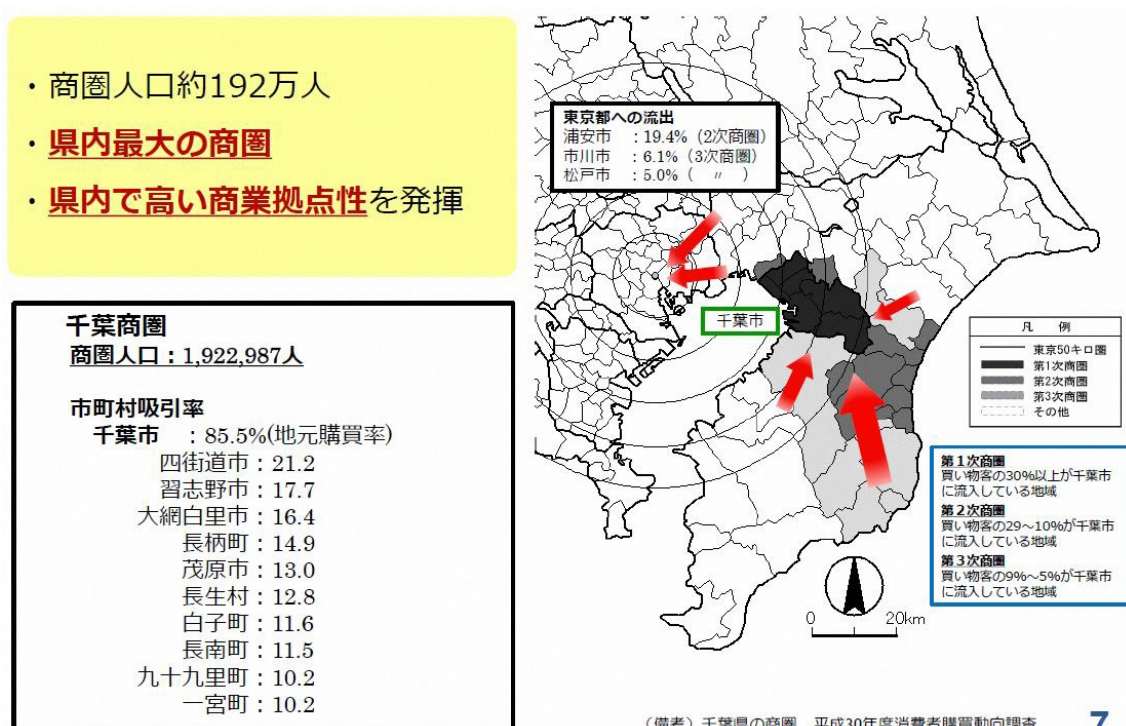 ・商圏人口約192万人
・県内最大の商圏
・県内で高い商業拠点性を発揮
千葉商圏
商圏人口：1,922,987人
市町村吸引率
千葉市　：85.5%(地元購買率)
四街道市：21.2
習志野市：17.7
大網白里市：16.4
長柄町：14.9
茂原市：13.0
長生村：12.8
白子町：11.6
長南町：11.5
九十九里町：10.2
一宮町：10.2
東京都への流出
浦安市　：19.4%（2次商圏）
市川市　：6.1%（3次商圏）
松戸市　：5.0%（　〃　）
千葉市
凡　例
東京50キロ圏
第1次商圏
第2次商圏
第3次商圏
その他
第１次商圏
買い物客の30%以上が千葉市
に流入している地域
第２次商圏
買い物客の29～10%が千葉市
に流入している地域
第３次商圏
買い物客の9%～5%が千葉市
に流入している地域
0　20km
（備考）千葉県の商圏　平成30年度消費者購買動向調査
7